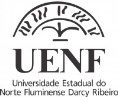 UENF
Universidade Estadual do
Norte Fluminense Darcy Ribeiro